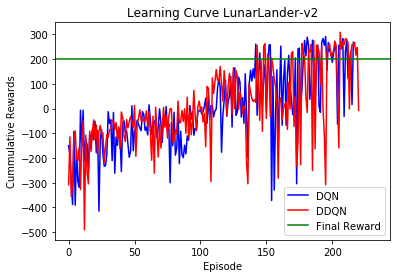 Learning Curve LunarLander-v2
Cummulative Rewards
300
200
100
0
−100
−200
−300
−400
−500
0
50
100
150
200
Episode
DQN
DDQN
Final Reward